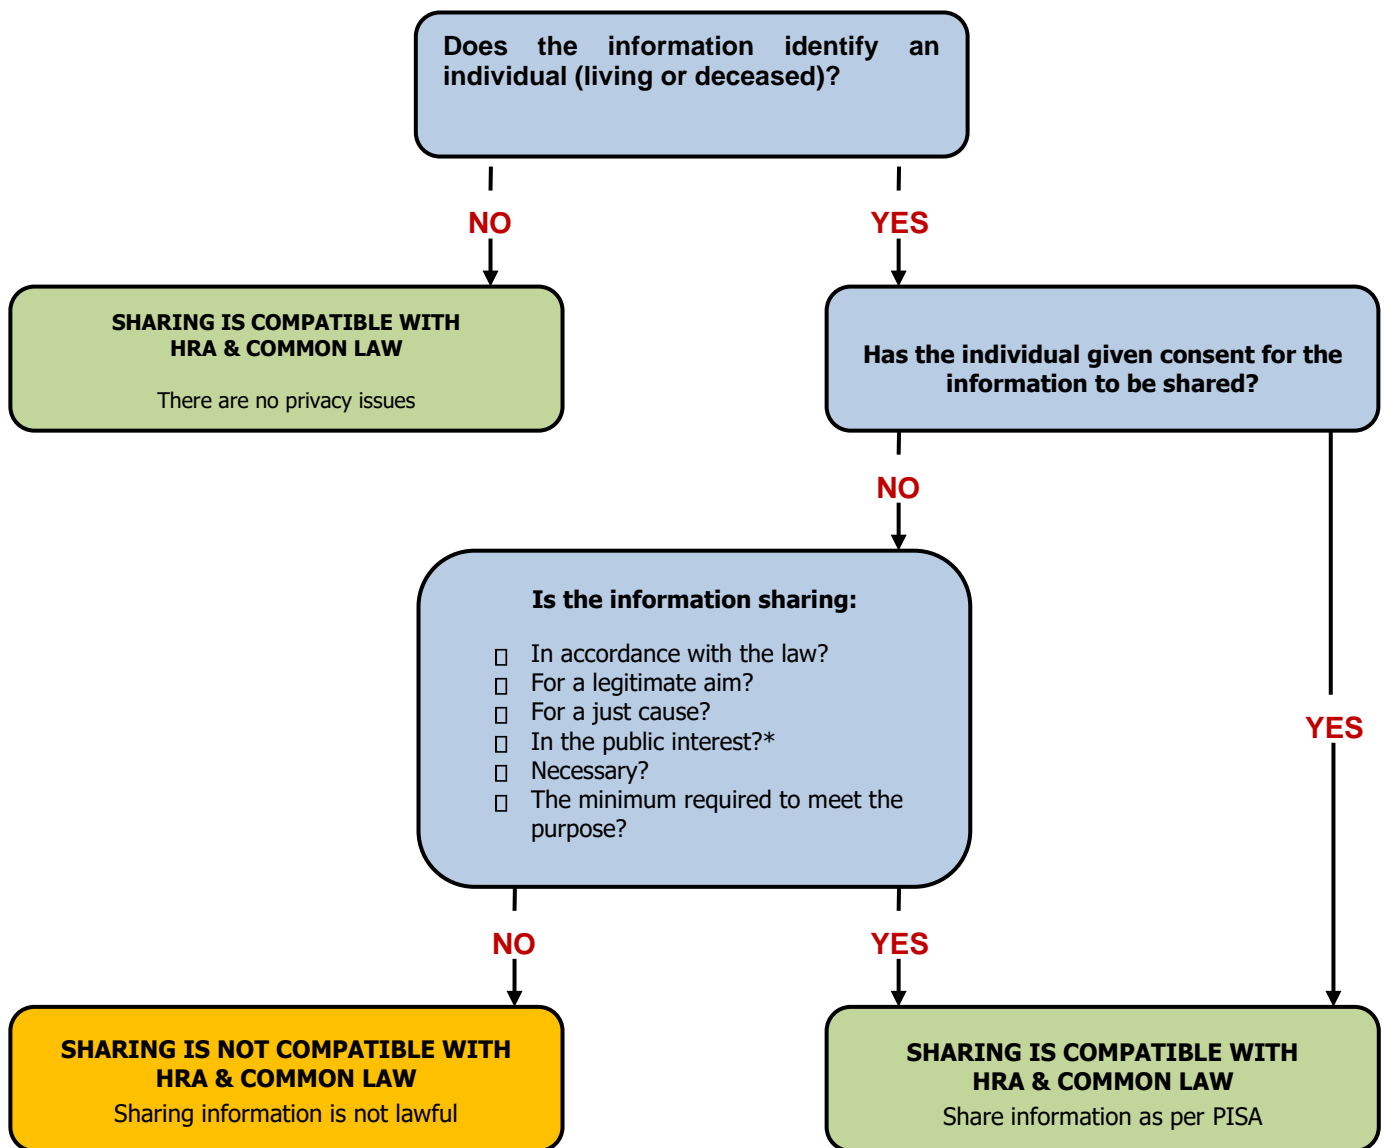 Does the information identify an
individual (living or deceased)?
NO
YES
SHARING IS COMPATIBLE WITH
HRA & COMMON LAW
There are no privacy issues
Has the individual given consent for the
information to be shared?
NO
Is the information sharing:
In accordance with the law?
For a legitimate aim?
For a just cause?
In the public interest?*
Necessary?
The minimum required to meet the
purpose?
YES
NO
YES
SHARING IS NOT COMPATIBLE WITH
HRA & COMMON LAW
Sharing information is not lawful
SHARING IS COMPATIBLE WITH
HRA & COMMON LAW
Share information as per PISA